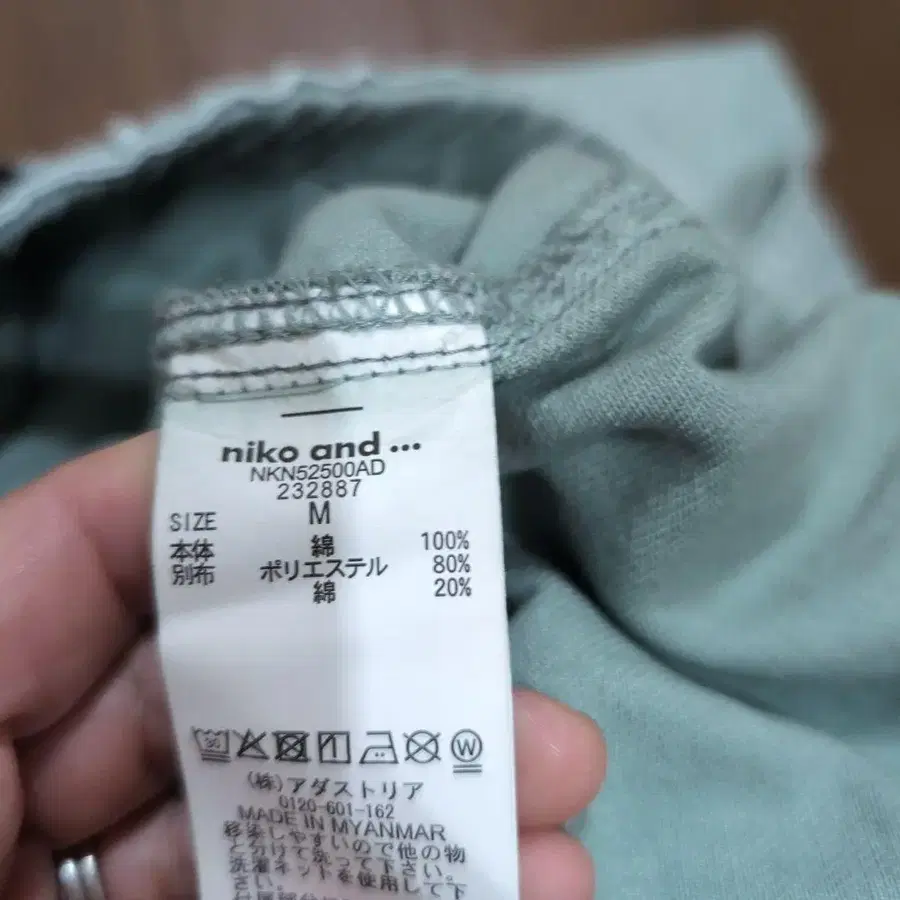 niko and ...
NKN52500AD
232887
SIZE M
本体 綿 100%
別布 ポリエステル 80%
綿 20%
30 W
(株)アダストリア
0120-601-162
MADE IN MYANMAR
移染しやすいので他の物
と分けて洗って下さい。
洗濯ネットを使用して下
さい。